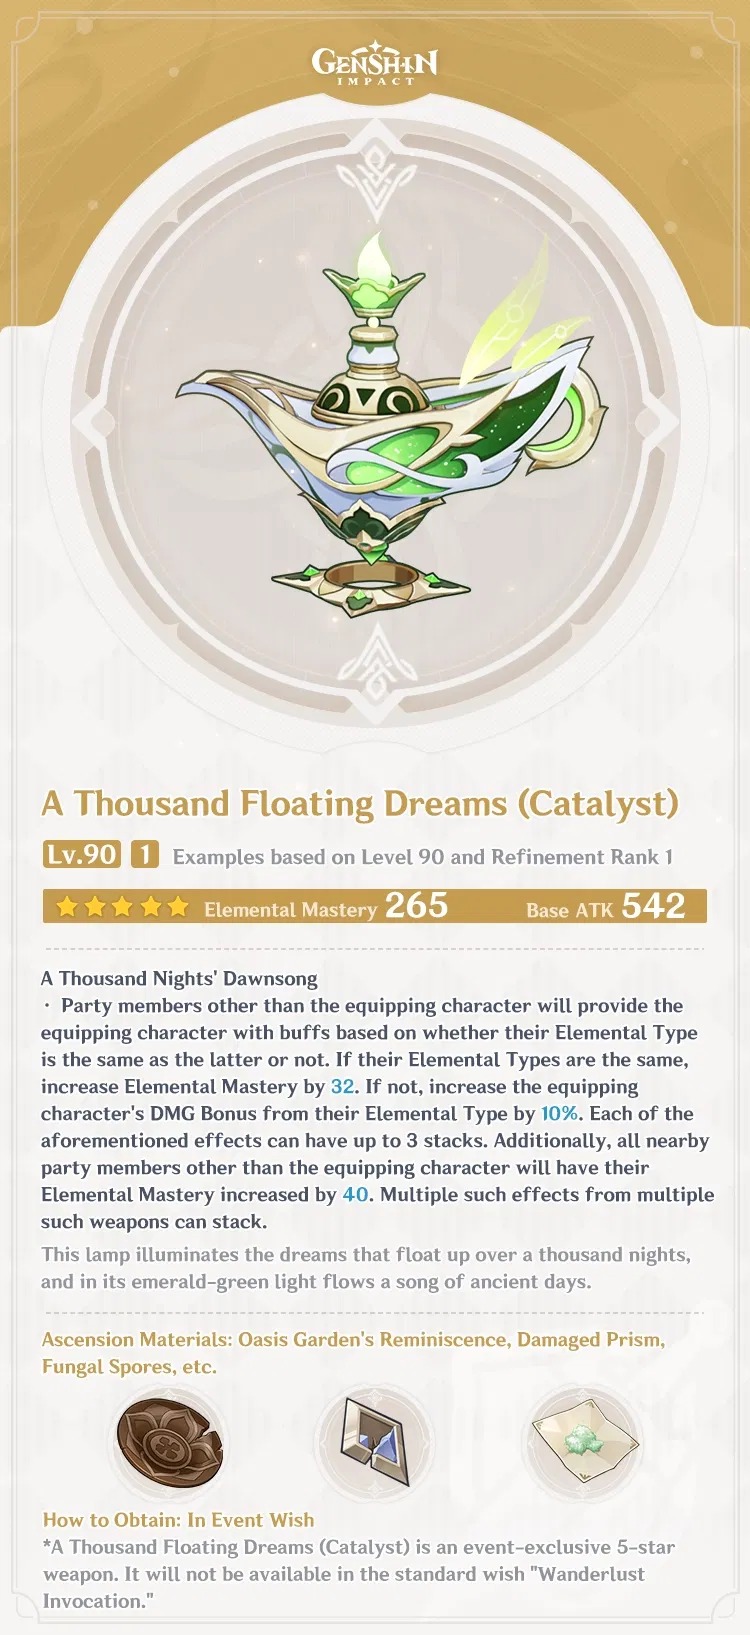 GENSHIN
IMPACT
A Thousand Floating Dreams (Catalyst)
Lv.90 1 Examples based on Level 90 and Refinement Rank 1
Elemental Mastery 265 Base ATK 542
A Thousand Nights' Dawnsong
· Party members other than the equipping character will provide the
equipping character with buffs based on whether their Elemental Type
is the same as the latter or not. If their Elemental Types are the same,
increase Elemental Mastery by 32. If not, increase the equipping
character's DMG Bonus from their Elemental Type by 10%. Each of the
aforementioned effects can have up to 3 stacks. Additionally, all nearby
party members other than the equipping character will have their
Elemental Mastery increased by 40. Multiple such effects from multiple
such weapons can stack.
This lamp illuminates the dreams that float up over a thousand nights,
and in its emerald-green light flows a song of ancient days.
Ascension Materials: Oasis Garden's Reminiscence, Damaged Prism,
Fungal Spores, etc.
How to Obtain: In Event Wish
*A Thousand Floating Dreams (Catalyst) is an event-exclusive 5-star
weapon. It will not be available in the standard wish "Wanderlust
Invocation."